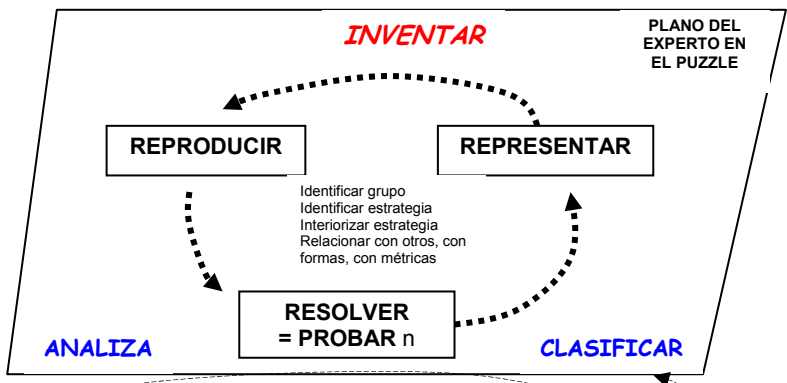 INVENTAR
PLANO DEL
EXPERTO EN
EL PUZZLE
REPRODUCIR
REPRESENTAR
Identificar grupo
Identificar estrategia
Interiorizar estrategia
Relacionar con otros, con
formas, con métricas
RESOLVER
= PROBAR n
ANALIZA
CLASIFICAR